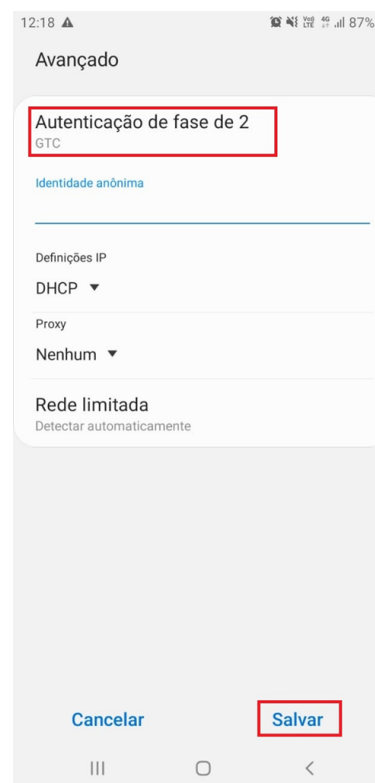 12:18 87%
Avançado
Autenticação de fase de 2
GTC
Identidade anônima
Definições IP
DHCP
Proxy
Nenhum
Rede limitada
Detectar automaticamente
Cancelar Salvar